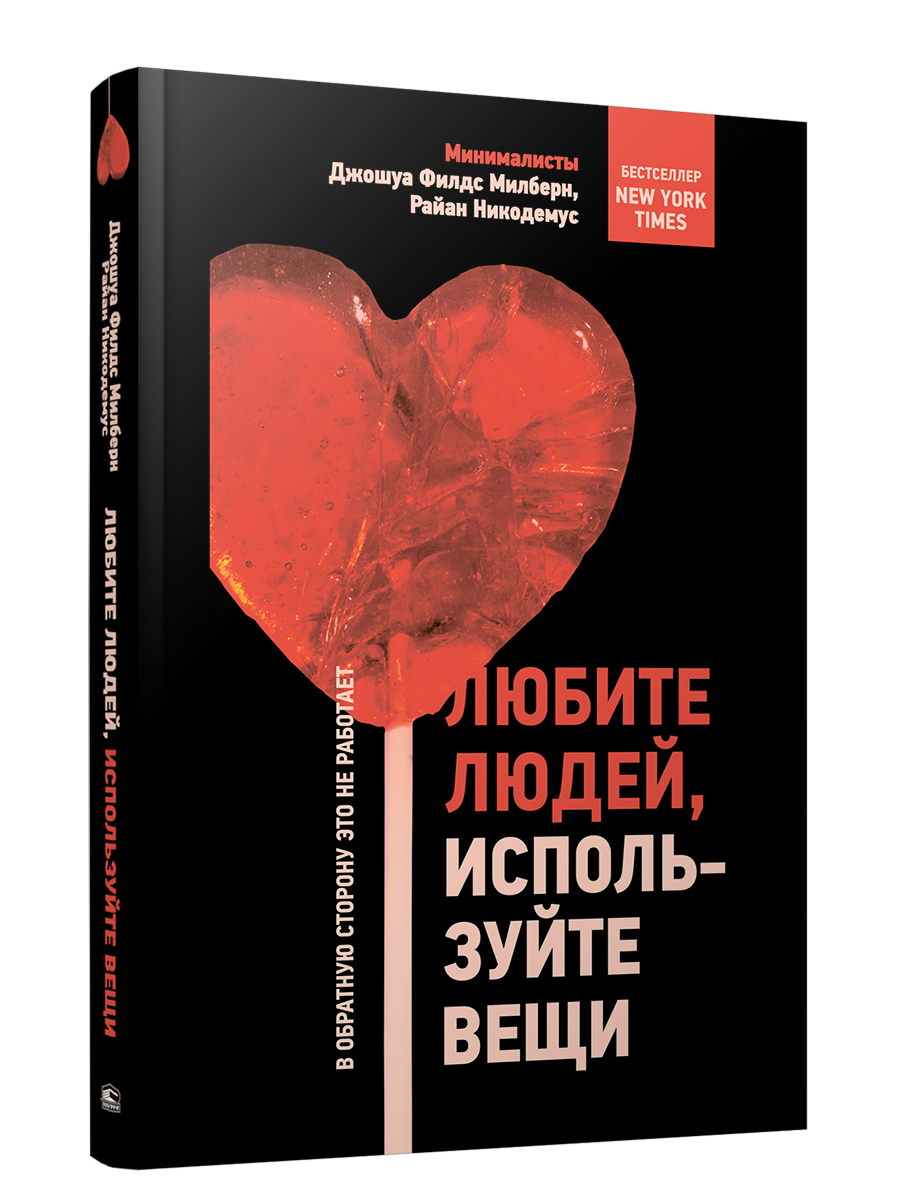 Минималисты
Джошуа Филдс Милберн,
Райан Никодемус
БЕСТСЕЛЛЕР
NEW YORK
TIMES
ЛЮБИТЕ
ЛЮДЕЙ,
ИСПОЛЬ-
ЗУЙТЕ
ВЕЩИ
В ОБРАТНУЮ СТОРОНУ ЭТО НЕ РАБОТАЕТ
Джошуа Филдс Милберн
Райан Никодемус
ЛЮБИТЕ ЛЮДЕЙ, ИСПОЛЬЗУЙТЕ ВЕЩИ